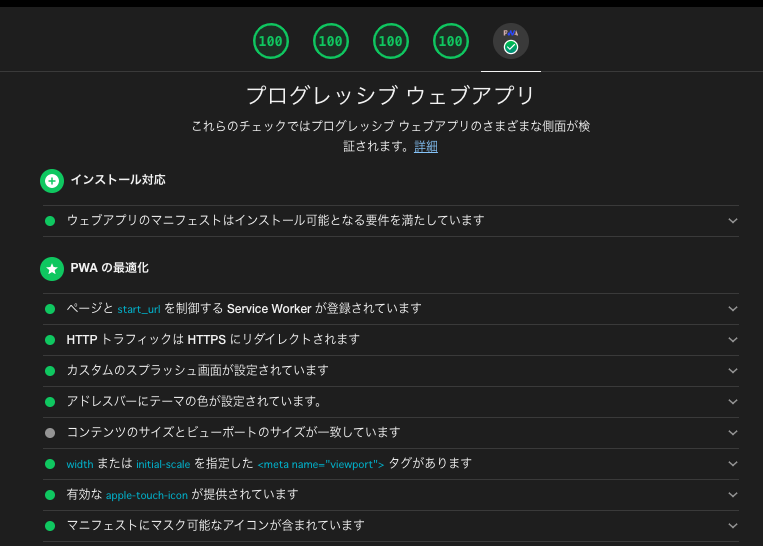 100 100 100 100 PWA
プログレッシブ ウェブアプリ
これらのチェックではプログレッシブ ウェブアプリのさまざまな側面が検
証されます。詳細
インストール対応
ウェブアプリのマニフェストはインストール可能となる要件を満たしています
PWA の最適化
ページと start_url を制御する Service Worker が登録されています
HTTP トラフィックは HTTPS にリダイレクトされます
カスタムのスプラッシュ画面が設定されています
アドレスバーにテーマの色が設定されています。
コンテンツのサイズとビューポートのサイズが一致しています
width または initial-scale を指定した <meta name="viewport"> タグがあります
有効な apple-touch-icon が提供されています
マニフェストにマスク可能なアイコンが含まれています